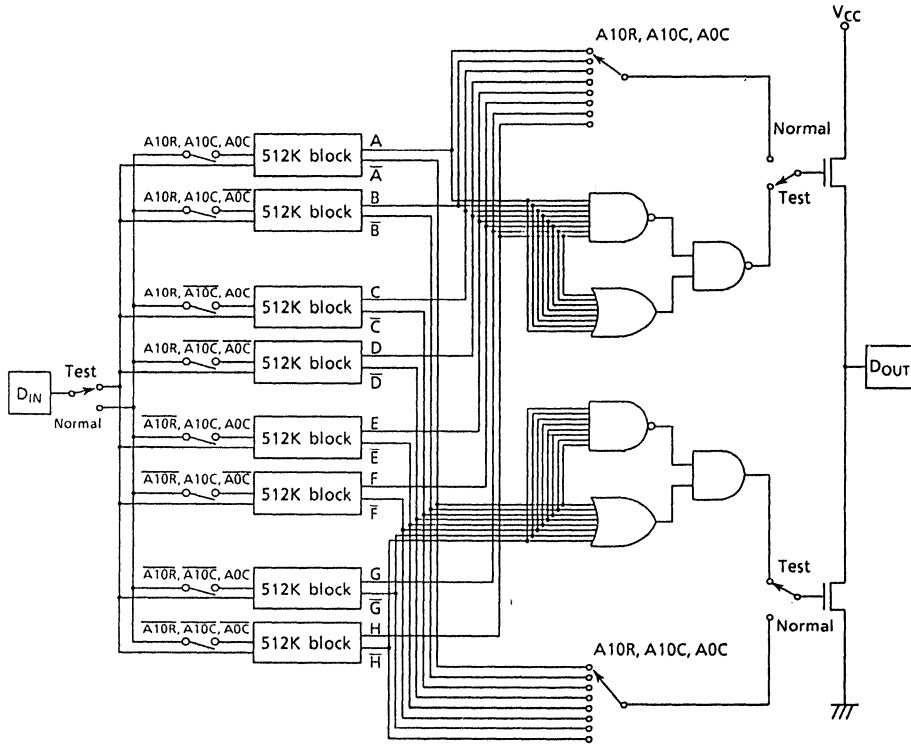 V̅CC
A10R, A10C, A0C
Normal
Test
A10R, A10C, A0C
512K block
A
A̅
A10R, A10C, A̅0̅C̅
512K block
B
B̅
A10R, A̅1̅0̅C̅, A0C
512K block
C
C̅
A10R, A̅1̅0̅C̅, A̅0̅C̅
512K block
D
D̅
Test
DIN
Normal
DOUT
A̅1̅0̅R̅, A10C, A0C
512K block
E
E̅
A̅1̅0̅R̅, A10C, A̅0̅C̅
512K block
F
F̅
A̅1̅0̅R̅, A̅1̅0̅C̅, A0C
512K block
G
G̅
A̅1̅0̅R̅, A̅1̅0̅C̅, A̅0̅C̅
512K block
H
H̅
Test
Normal
A10R, A10C, A0C